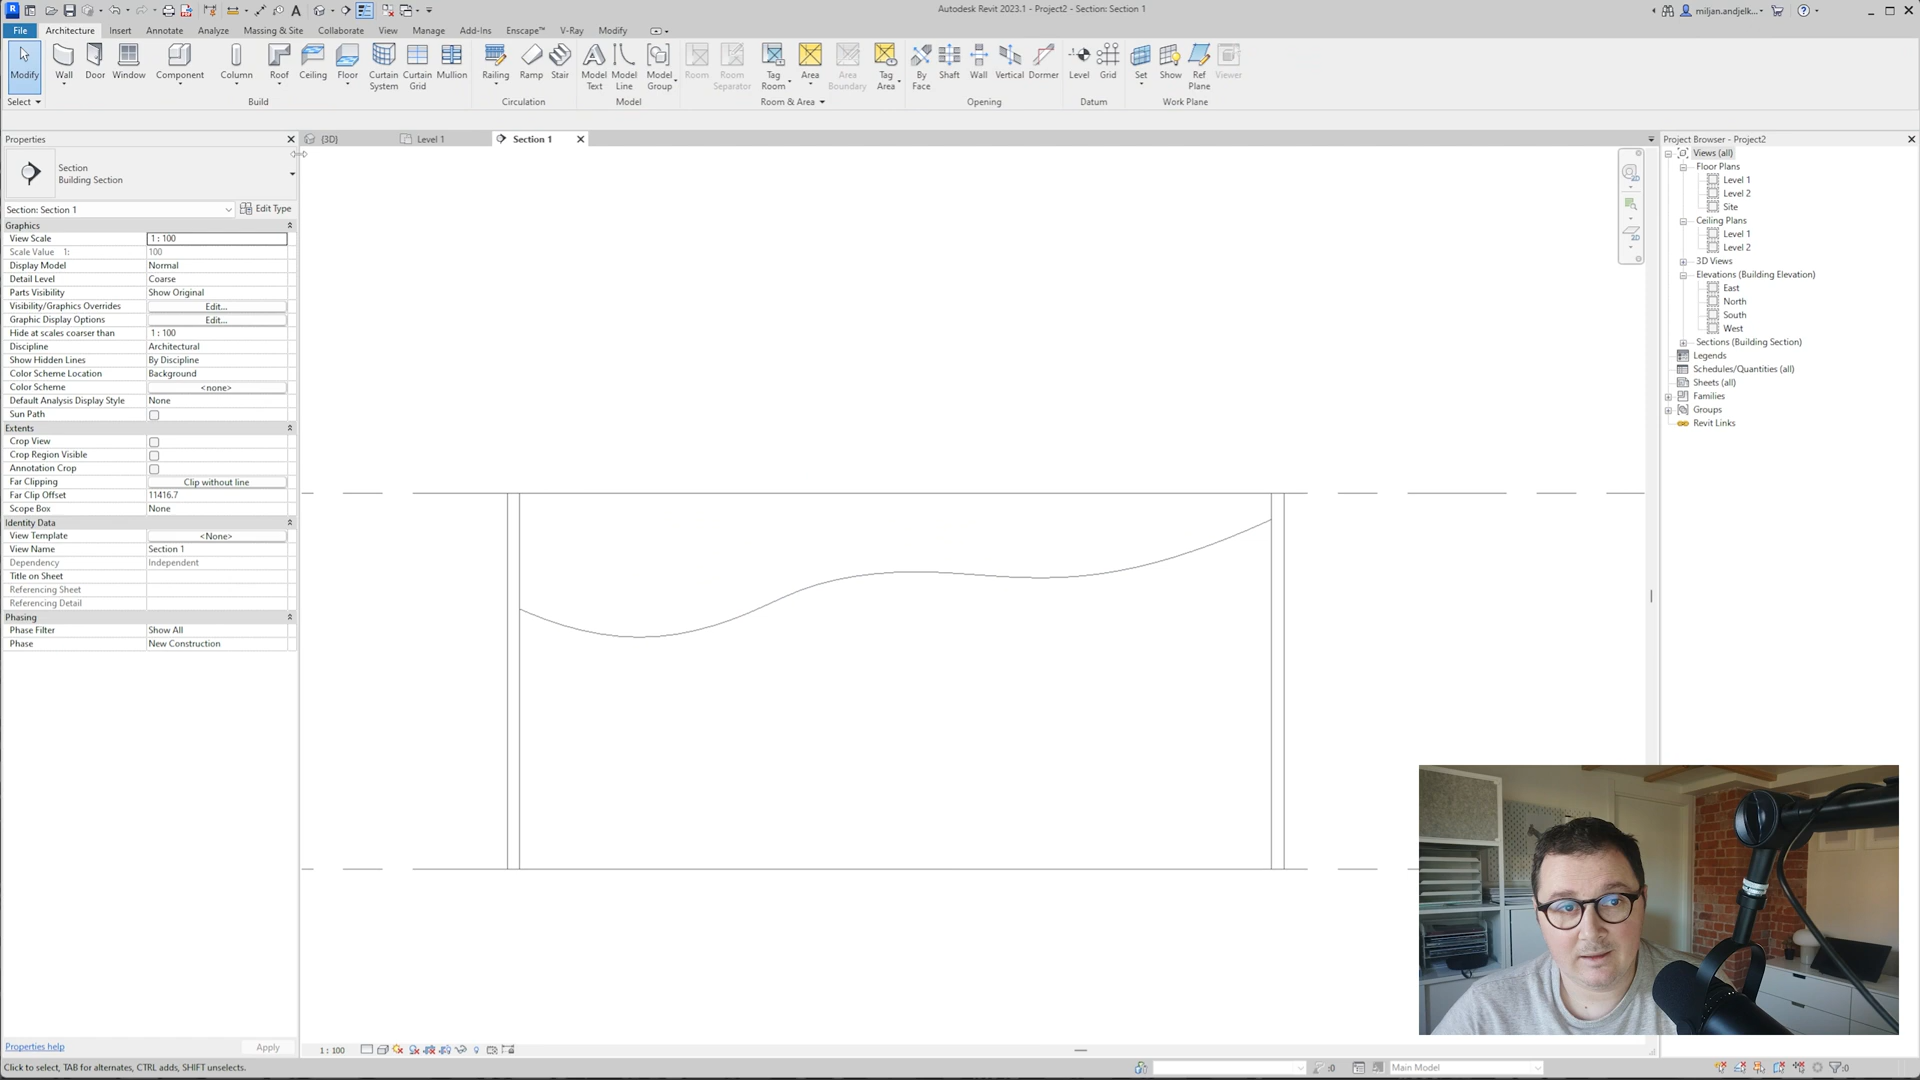 Autodesk Revit 2023.1 - Project2 - Section: Section 1
miljan.andjelk...
File Architecture Insert Annotate Analyze Massing & Site Collaborate View Manage Add-Ins Enscape™ V-Ray Modify
Modify
Wall
Door
Window
Component
Column
Roof
Ceiling
Floor
Curtain System
Curtain Grid
Mullion
Railing
Ramp
Stair
Model Text
Model Line
Model Group
Room
Room Separator
Tag Room
Area
Area Boundary
Tag Area
By Face
Shaft
Wall
Vertical
Dormer
Level
Grid
Set
Show
Ref Plane
Viewer
Select
Build
Circulation
Model
Room & Area
Opening
Datum
Work Plane
Properties
{3D}
Level 1
Section 1
Section
Building Section
Section: Section 1
Edit Type
Graphics
View Scale 1 : 100
Scale Value 1: 100
Display Model Normal
Detail Level Coarse
Parts Visibility Show Original
Visibility/Graphics Overrides Edit...
Graphic Display Options Edit...
Hide at scales coarser than 1 : 100
Discipline Architectural
Show Hidden Lines By Discipline
Color Scheme Location Background
Color Scheme <none>
Default Analysis Display Style None
Sun Path
Extents
Crop View
Crop Region Visible
Annotation Crop
Far Clipping Clip without line
Far Clip Offset 11416.7
Scope Box None
Identity Data
View Template <None>
View Name Section 1
Dependency Independent
Title on Sheet
Referencing Sheet
Referencing Detail
Phasing
Phase Filter Show All
Phase New Construction
Properties help
Apply
2D
2D
Project Browser - Project2
Views (all)
Floor Plans
Level 1
Level 2
Site
Ceiling Plans
Level 1
Level 2
3D Views
Elevations (Building Elevation)
East
North
South
West
Sections (Building Section)
Legends
Schedules/Quantities (all)
Sheets (all)
Families
Groups
Revit Links
1 : 100
Click to select, TAB for alternates, CTRL adds, SHIFT unselects.
:0
Main Model
:0